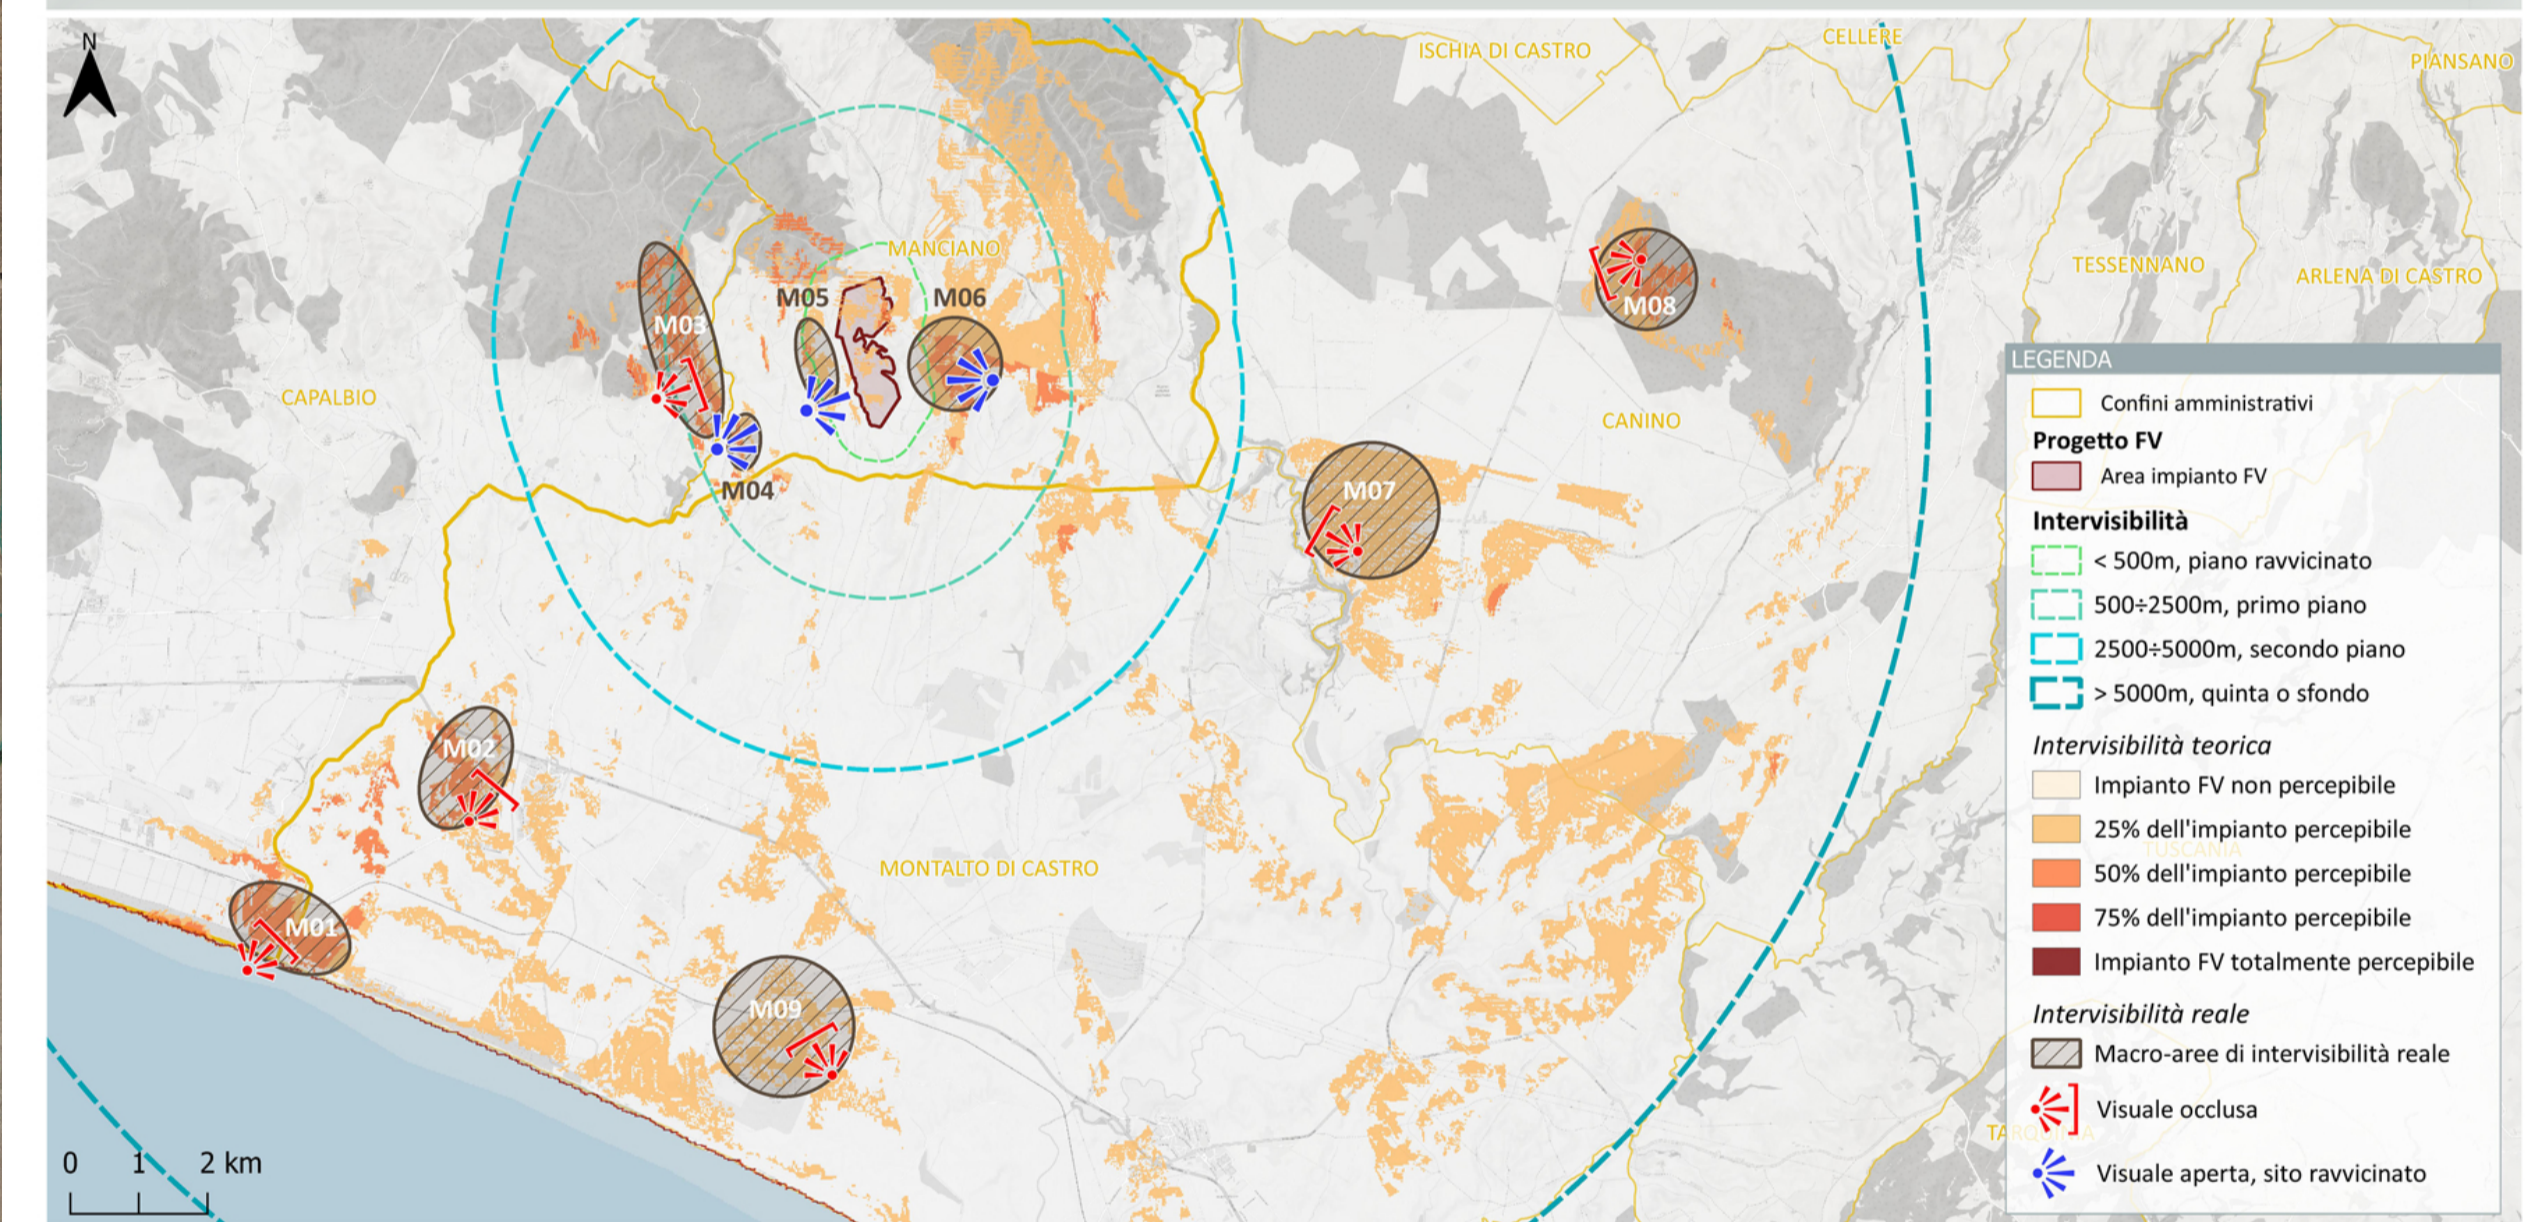 N
ISCHIA DI CASTRO
CELLERE
PIANSANO
MANCIANO
TESSENNANO
ARLENA DI CASTRO
M05
M06
M03
M08
CAPALBIO
CANINO
M04
M07
M02
MONTALTO DI CASTRO
M01
M09
0 1 2 km
LEGENDA
Confini amministrativi
Progetto FV
Area impianto FV
Intervisibilità
< 500m, piano ravvicinato
500÷2500m, primo piano
2500÷5000m, secondo piano
> 5000m, quinta o sfondo
Intervisibilità teorica
Impianto FV non percepibile
25% dell'impianto percepibile
TUSCANIA
50% dell'impianto percepibile
75% dell'impianto percepibile
Impianto FV totalmente percepibile
Intervisibilità reale
Macro-aree di intervisibilità reale
Visuale occlusa
TARQUINIA
Visuale aperta, sito ravvicinato